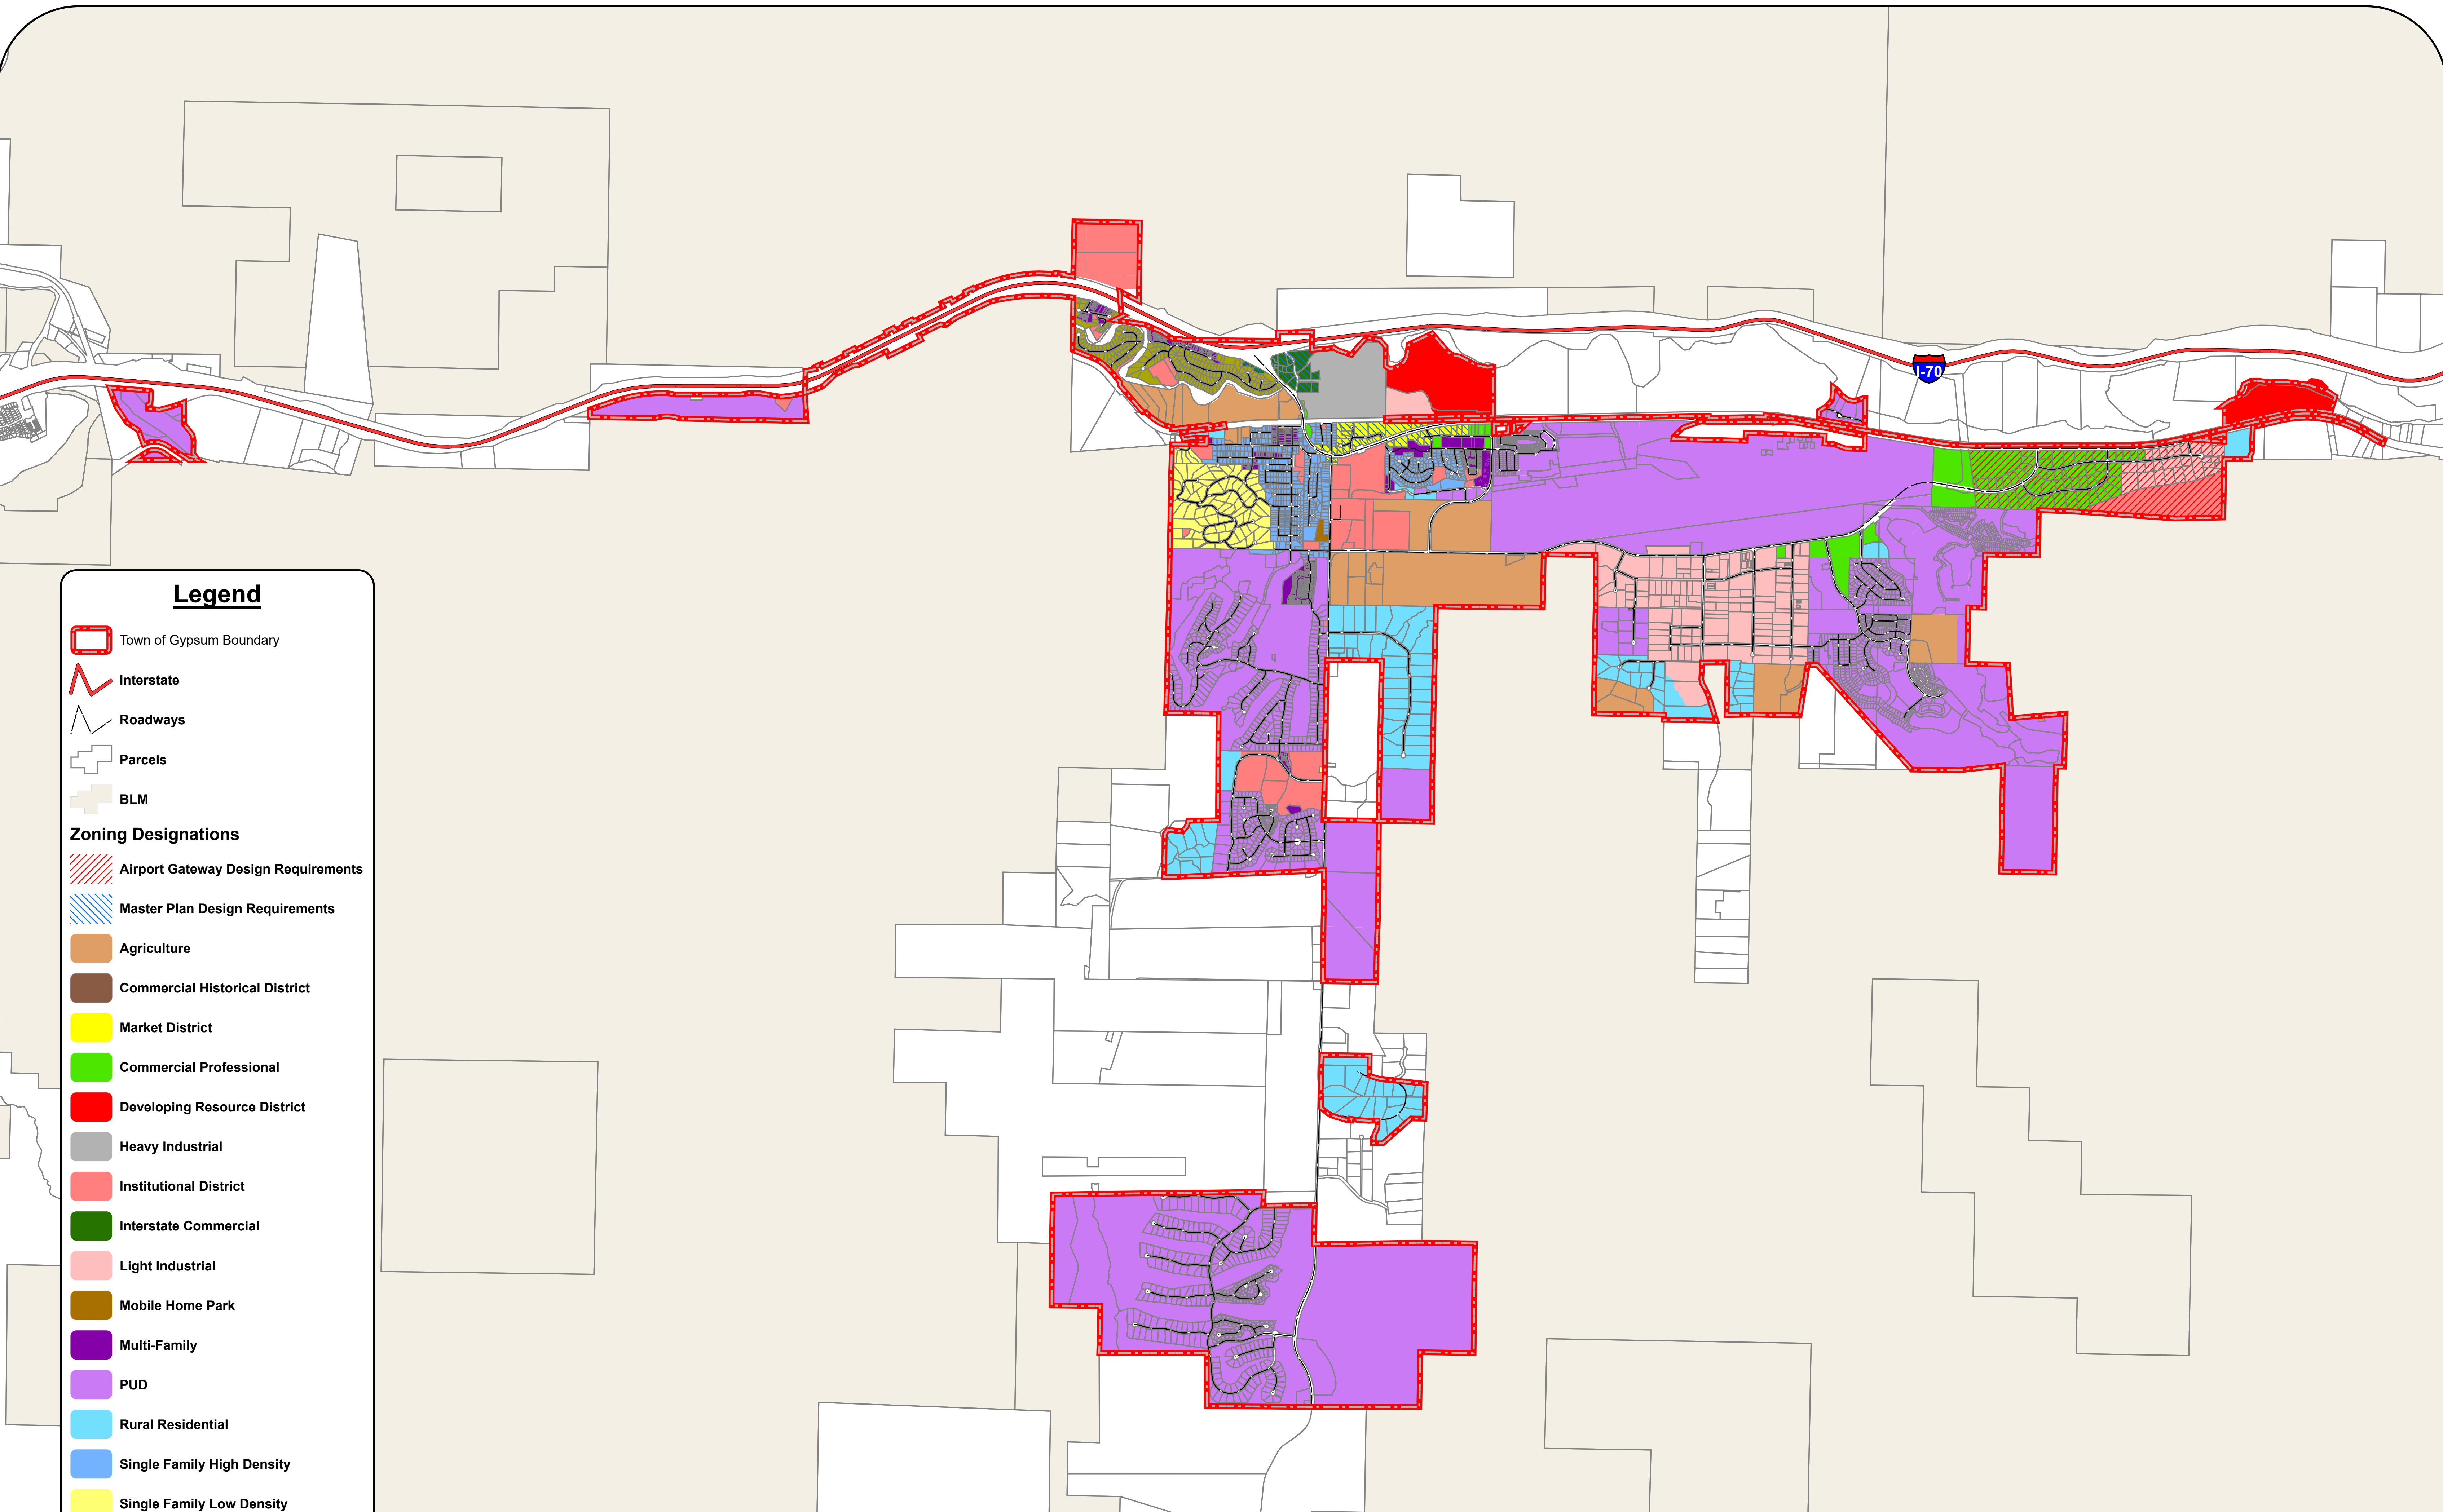 I-70
Legend
Town of Gypsum Boundary
Interstate
Roadways
Parcels
BLM
Zoning Designations
Airport Gateway Design Requirements
Master Plan Design Requirements
Agriculture
Commercial Historical District
Market District
Commercial Professional
Developing Resource District
Heavy Industrial
Institutional District
Interstate Commercial
Light Industrial
Mobile Home Park
Multi-Family
PUD
Rural Residential
Single Family High Density
Single Family Low Density